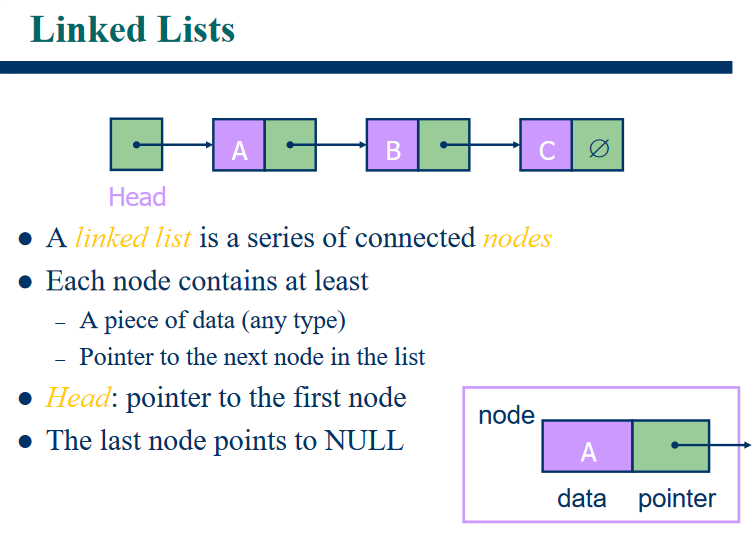 Linked Lists
A B C ∅
Head
● A linked list is a series of connected nodes
● Each node contains at least
– A piece of data (any type)
– Pointer to the next node in the list
● Head: pointer to the first node
● The last node points to NULL
node
A
data pointer